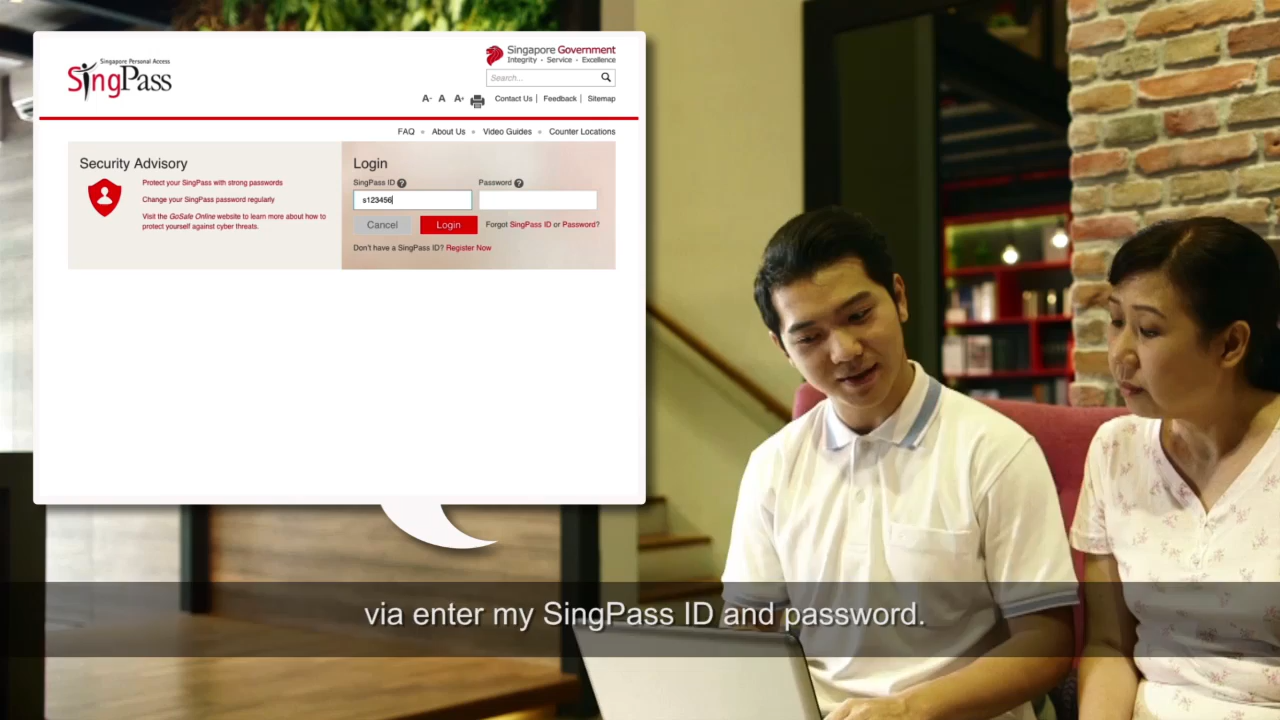 Singapore Personal Access
SingPass
Singapore Government
Integrity · Service · Excellence
Search...
A- A A+ Contact Us | Feedback | Sitemap
FAQ • About Us • Video Guides • Counter Locations
Security Advisory
Protect your SingPass with strong passwords
Change your SingPass password regularly
Visit the GoSafe Online website to learn more about how to
protect yourself against cyber threats.
Login
SingPass ID ? Password ?
s123456
Cancel Login Forgot SingPass ID or Password?
Don't have a SingPass ID? Register Now
via enter my SingPass ID and password.